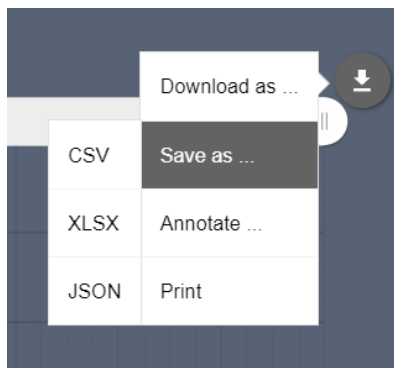 Download as ...
CSV
Save as ...
XLSX
Annotate ...
JSON
Print